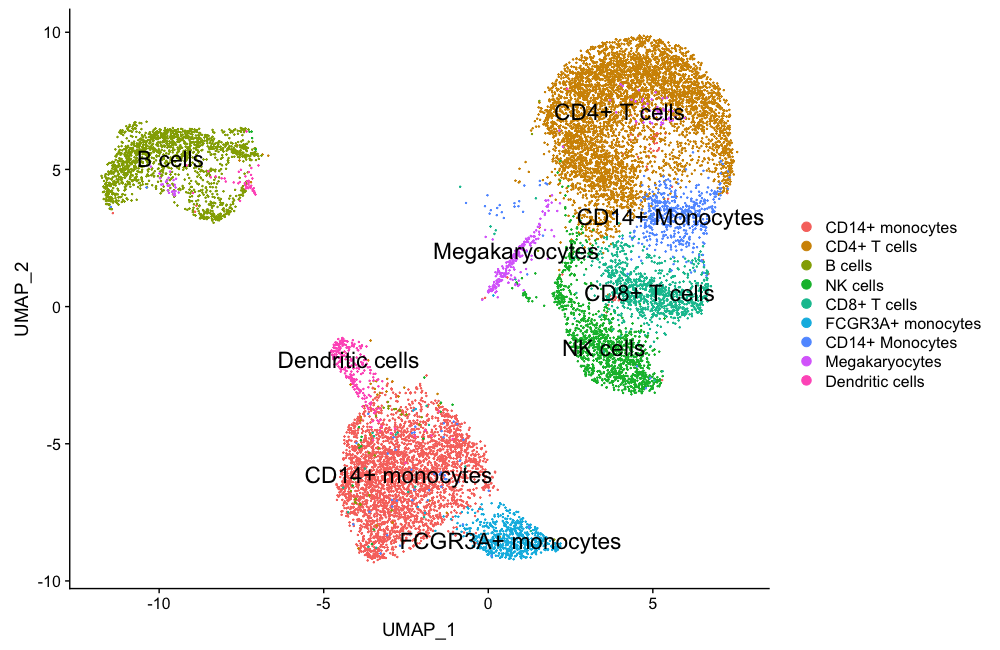 10
5
0
-5
-10
UMAP_2
B cells
CD4+ T cells
CD14+ Monocytes
Megakaryocytes
CD8+ T cells
NK cells
Dendritic cells
CD14+ monocytes
FCGR3A+ monocytes
-10
-5
0
5
UMAP_1
CD14+ monocytes
CD4+ T cells
B cells
NK cells
CD8+ T cells
FCGR3A+ monocytes
CD14+ Monocytes
Megakaryocytes
Dendritic cells